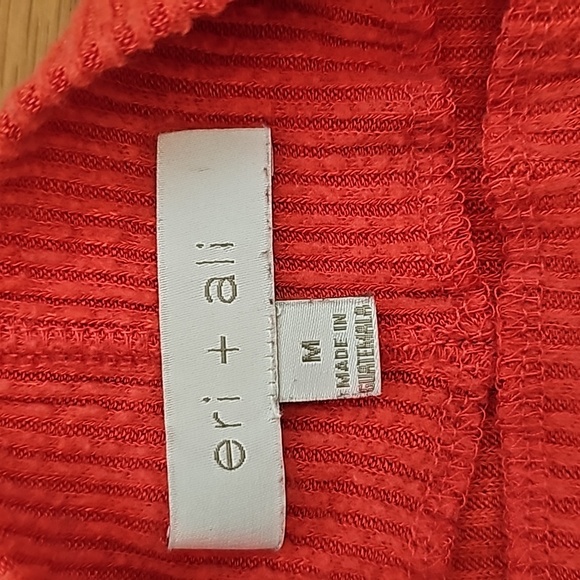 eri + ali
M
MADE IN
GUATEMALA